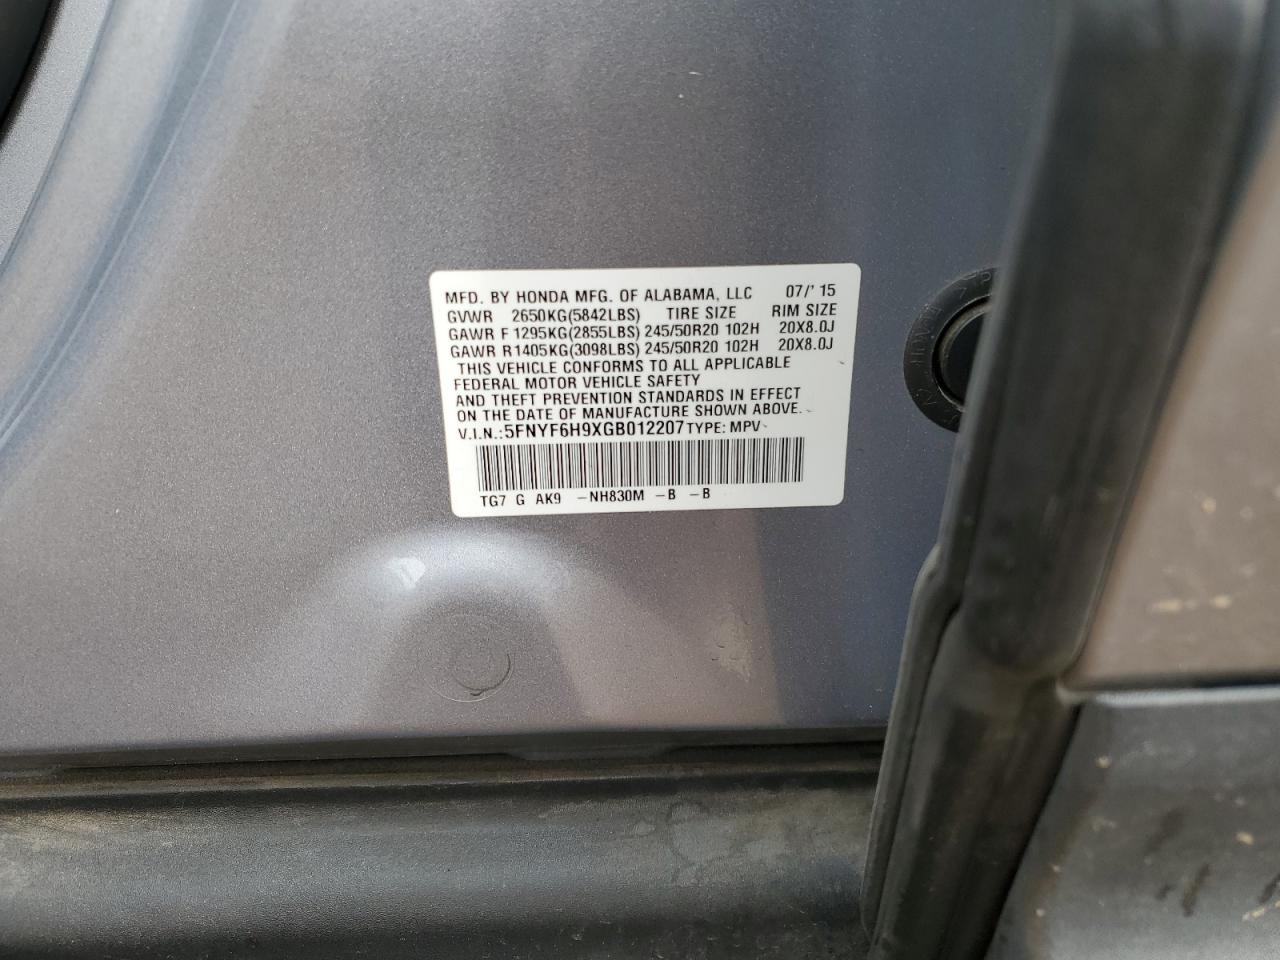 MFD. BY HONDA MFG. OF ALABAMA, LLC 07/'15
GVWR 2650KG(5842LBS) TIRE SIZE RIM SIZE
GAWR F 1295KG(2855LBS) 245/50R20 102H 20X8.0J
GAWR R1405KG(3098LBS) 245/50R20 102H 20X8.0J
THIS VEHICLE CONFORMS TO ALL APPLICABLE
FEDERAL MOTOR VEHICLE SAFETY
AND THEFT PREVENTION STANDARDS IN EFFECT
ON THE DATE OF MANUFACTURE SHOWN ABOVE.
V.I.N.:5FNYF6H9XGB012207 TYPE: MPV
TG7 G AK9 -NH830M -B -B